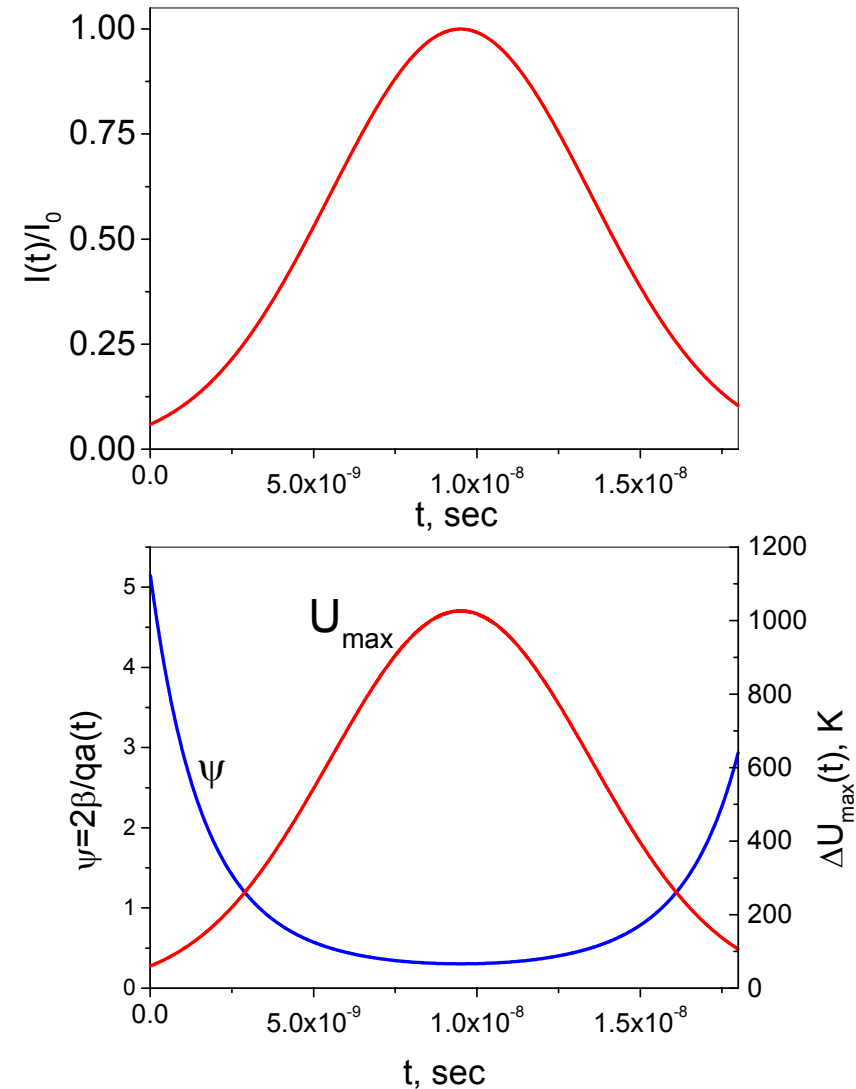 1.00
0.75
0.50
0.25
0.00
I(t)/I₀
0.0
5.0x10⁻⁹
1.0x10⁻⁸
1.5x10⁻⁸
t, sec
5
4
3
2
1
0
ψ=2β/qa(t)
U_max
ψ
1200
1000
800
600
400
200
0
ΔU_max(t), K
0.0
5.0x10⁻⁹
1.0x10⁻⁸
1.5x10⁻⁸
t, sec